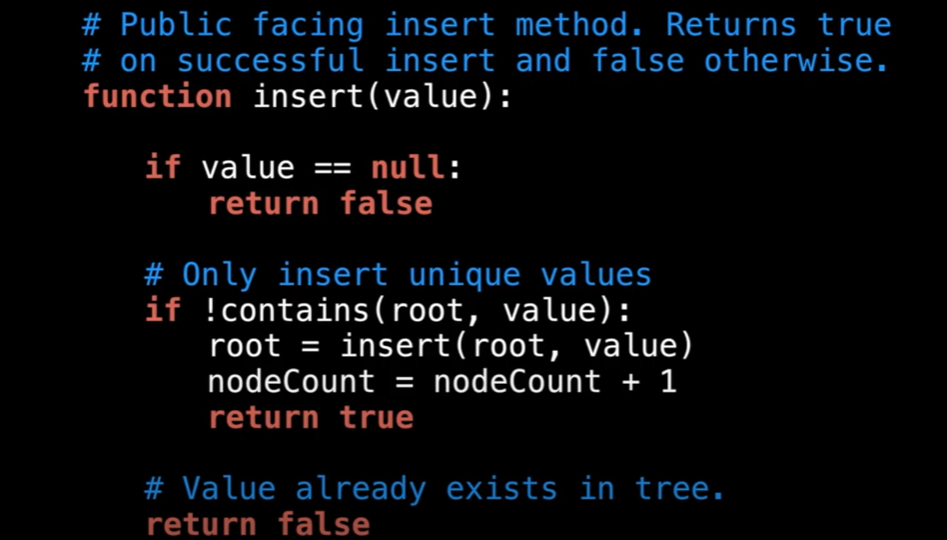 # Public facing insert method. Returns true
# on successful insert and false otherwise.
function insert(value):
if value == null:
return false
# Only insert unique values
if !contains(root, value):
root = insert(root, value)
nodeCount = nodeCount + 1
return true
# Value already exists in tree.
return false